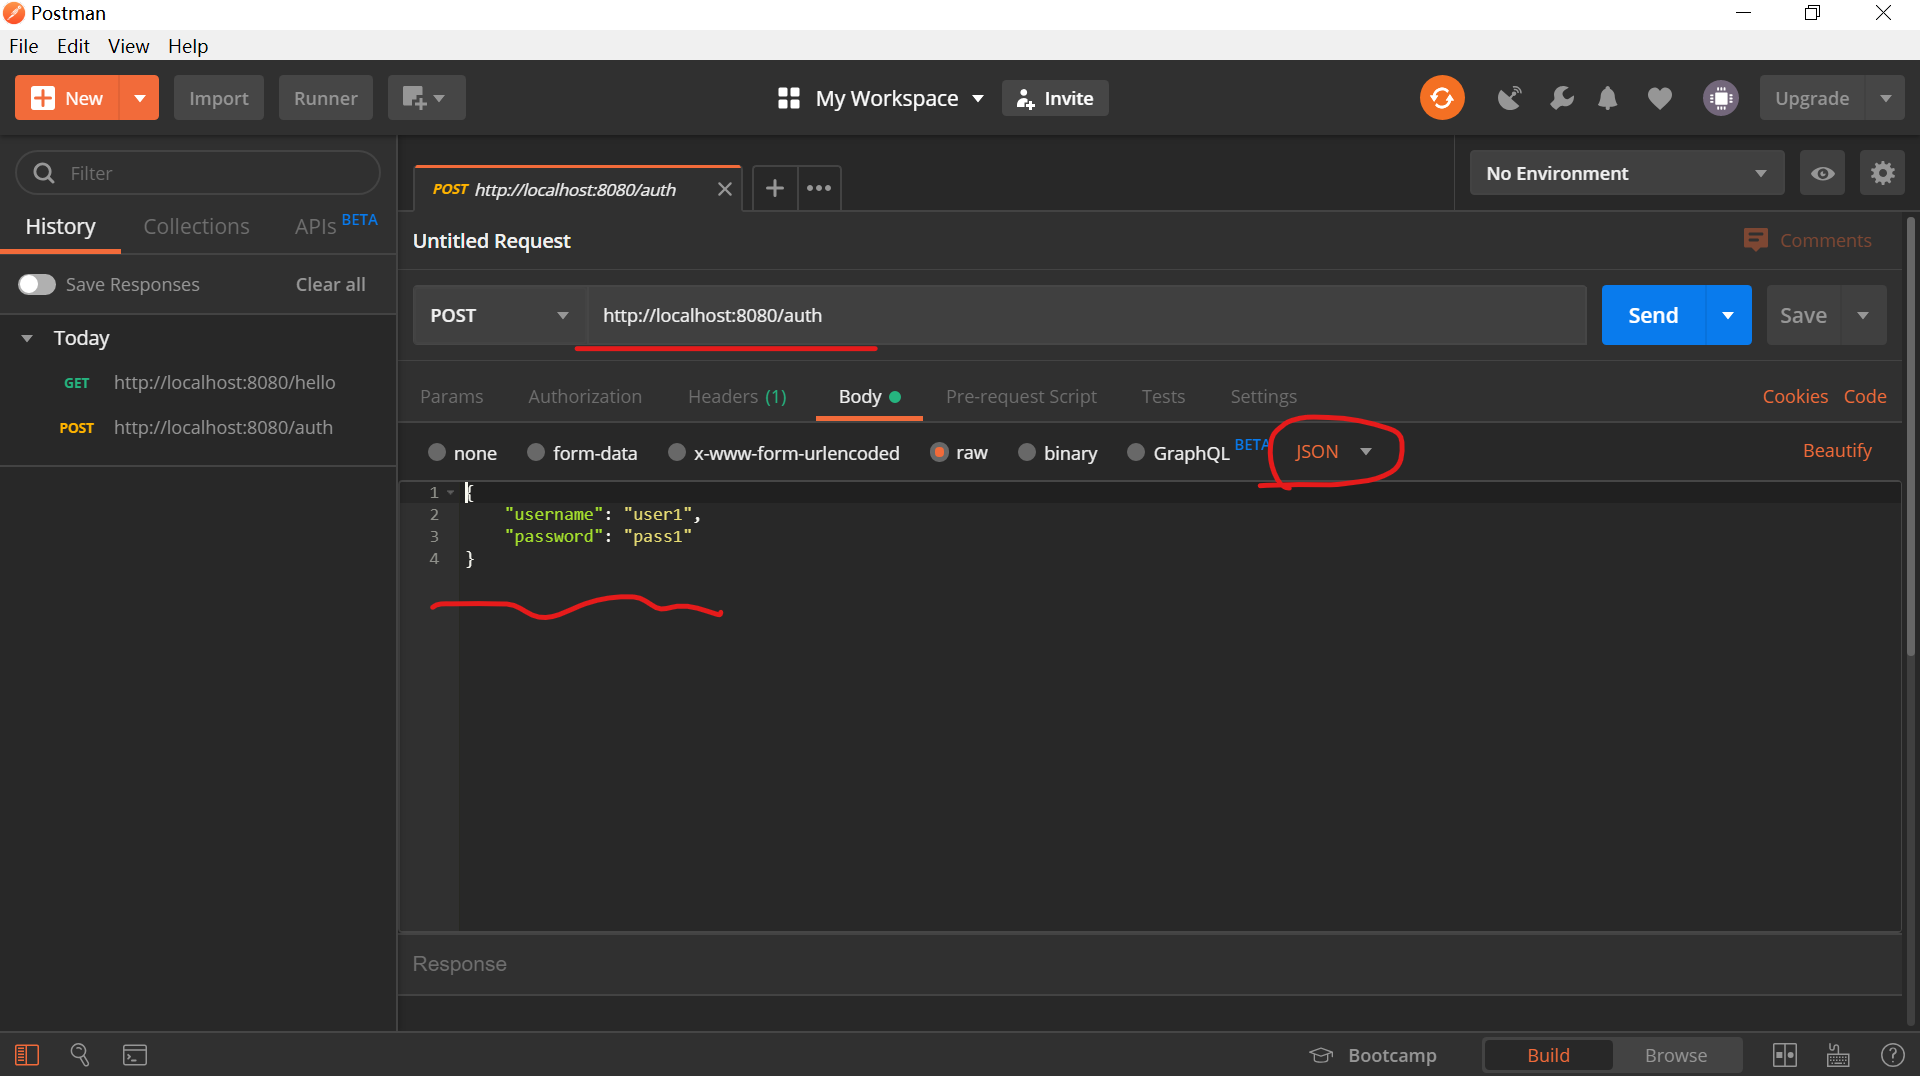 Postman
File Edit View Help
New Import Runner My Workspace Invite Upgrade
Filter
History Collections APIs BETA
Save Responses Clear all
Today
GET http://localhost:8080/hello
POST http://localhost:8080/auth
POST http://localhost:8080/auth
No Environment
Untitled Request
Comments
POST http://localhost:8080/auth Send Save
Params Authorization Headers (1) Body Pre-request Script Tests Settings Cookies Code
none form-data x-www-form-urlencoded raw binary GraphQL BETA JSON Beautify
1 {
2 "username": "user1",
3 "password": "pass1"
4 }
Response
Bootcamp Build Browse